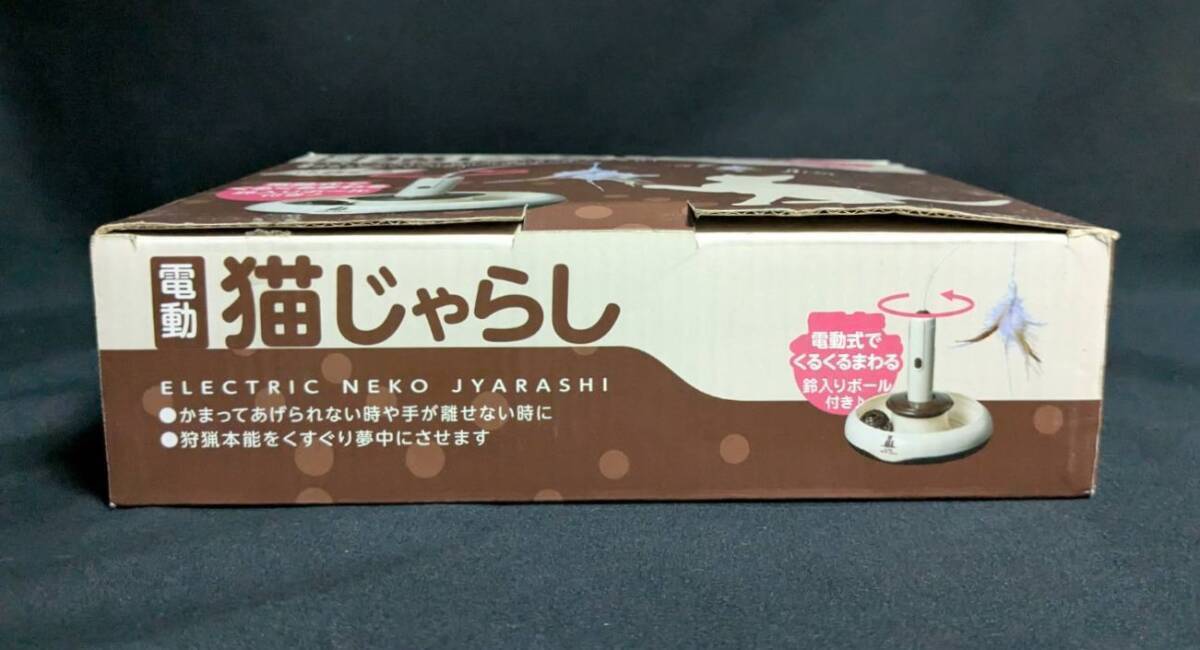 電動
猫じゃらし
ELECTRIC NEKO JYARASHI
●かまってあげられない時や手が離せない時に
●狩猟本能をくすぐり夢中にさせます
電動式で
くるくるまわる
鈴入りボール
付き♪